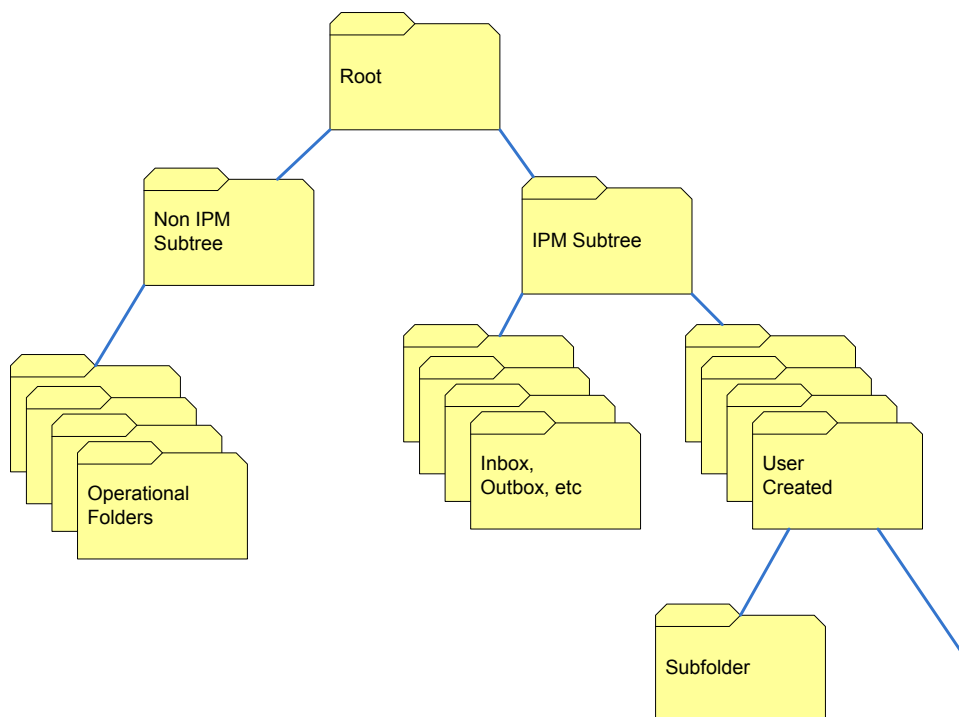 Root
Non IPM
Subtree
IPM Subtree
Operational
Folders
Inbox,
Outbox, etc
User
Created
Subfolder